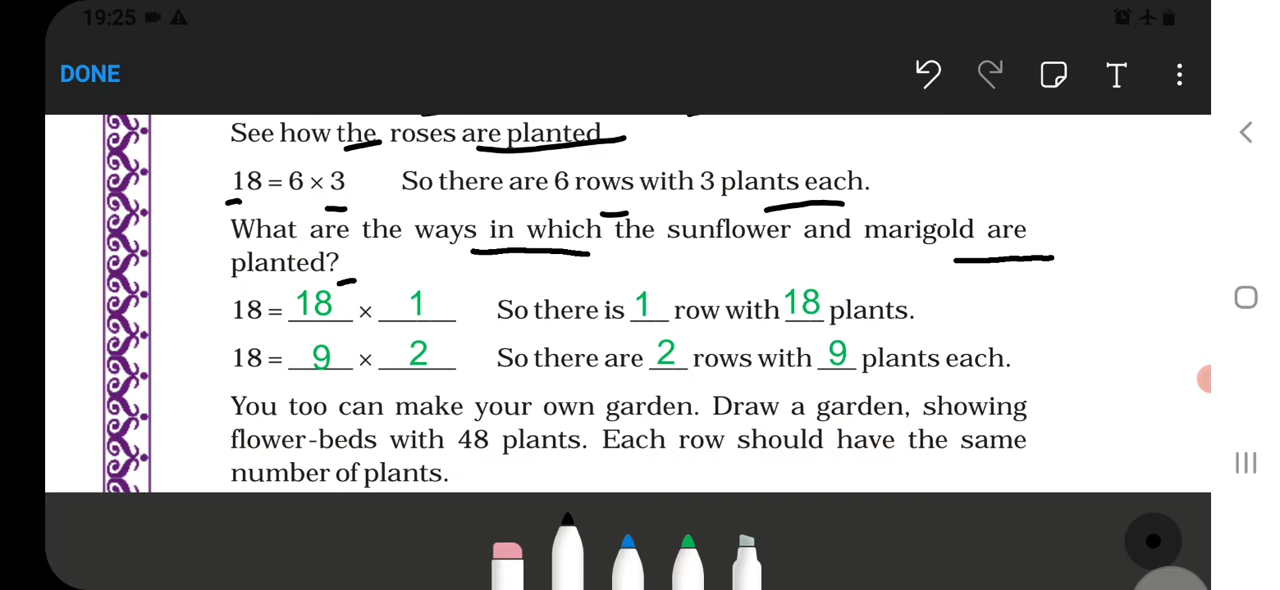 19:25
DONE
T
See how the roses are planted
18 = 6 × 3 So there are 6 rows with 3 plants each.
What are the ways in which the sunflower and marigold are
planted?
18 = 18 × 1 So there is 1 row with 18 plants.
18 = 9 × 2 So there are 2 rows with 9 plants each.
You too can make your own garden. Draw a garden, showing
flower-beds with 48 plants. Each row should have the same
number of plants.